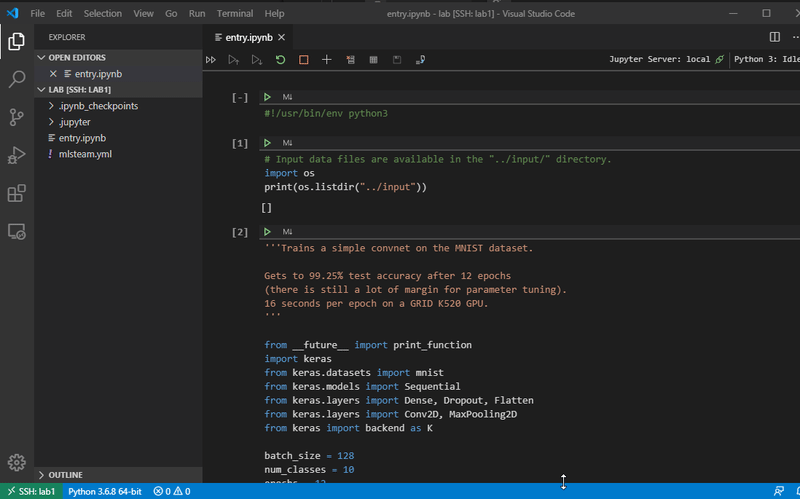 File Edit Selection View Go Run Terminal Help entry.ipynb - lab [SSH: lab1] - Visual Studio Code
EXPLORER
OPEN EDITORS
entry.ipynb
LAB [SSH: LAB1]
.ipynb_checkpoints
.jupyter
entry.ipynb
! mlsteam.yml
OUTLINE
entry.ipynb
Jupyter Server: local Python 3: Idle
[-] M↓
#!/usr/bin/env python3
[1] M↓
# Input data files are available in the "../input/" directory.
import os
print(os.listdir("../input"))
[]
[2] M↓
'''Trains a simple convnet on the MNIST dataset.
Gets to 99.25% test accuracy after 12 epochs
(there is still a lot of margin for parameter tuning).
16 seconds per epoch on a GRID K520 GPU.
'''
from __future__ import print_function
import keras
from keras.datasets import mnist
from keras.models import Sequential
from keras.layers import Dense, Dropout, Flatten
from keras.layers import Conv2D, MaxPooling2D
from keras import backend as K
batch_size = 128
num_classes = 10
epochs = 12
SSH: lab1 Python 3.6.8 64-bit 0 0